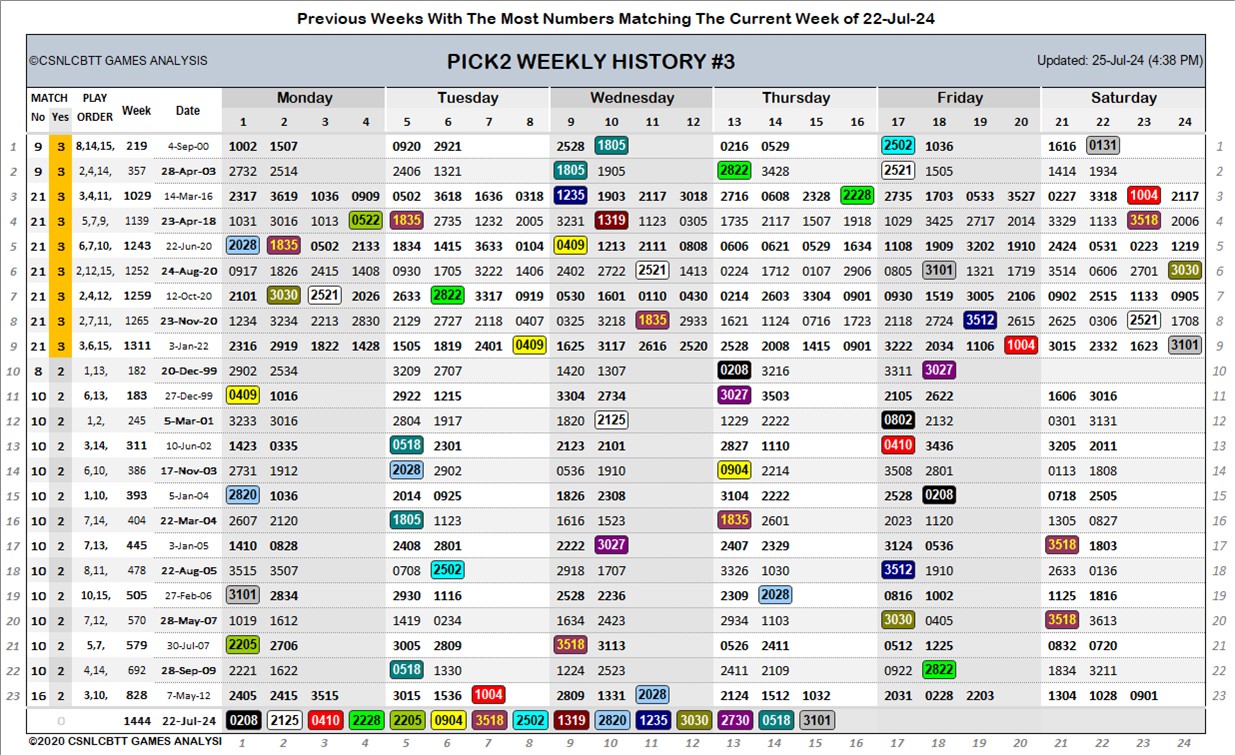 Previous Weeks With The Most Numbers Matching The Current Week of 22-Jul-24
©CSNLCBTT GAMES ANALYSIS PICK2 WEEKLY HISTORY #3 Updated: 25-Jul-24 (4:38 PM)
MATCH PLAY Week Date Monday Tuesday Wednesday Thursday Friday Saturday
No Yes ORDER 1 2 3 4 5 6 7 8 9 10 11 12 13 14 15 16 17 18 19 20 21 22 23 24
1 9 3 8,14,15, 219 4-Sep-00 1002 1507 0920 2921 2528 1805 0216 0529 2502 1036 1616 0131 1
2 9 3 2,4,14, 357 28-Apr-03 2732 2514 2406 1321 1805 1905 2822 3428 2521 1505 1414 1934 2
3 21 3 3,4,11, 1029 14-Mar-16 2317 3619 1036 0909 0502 3618 1636 0318 1235 1903 2117 3018 2716 0608 2328 2228 2735 1703 0533 3527 0227 3318 1004 2117 3
4 21 3 5,7,9, 1139 23-Apr-18 1031 3016 1013 0522 1835 1717 1232 2005 3231 1319 1123 0305 1735 2117 1507 1918 1029 3425 2717 2014 3329 1133 3518 2006 4
5 21 3 6,7,10, 1243 22-Jun-20 2028 1835 0502 2133 1834 1415 3633 0104 0409 1213 2111 0808 0606 0621 0529 1634 1108 1909 3202 1910 2424 0531 0223 1219 5
6 21 3 2,12,15, 1252 24-Aug-20 0917 1826 2415 1408 0930 1705 3222 1406 2402 2722 2521 1413 0224 1712 0107 2906 0805 3101 1321 1719 3514 0606 2701 3030 6
7 21 3 2,4,12, 1259 12-Oct-20 2101 3030 2521 2026 2633 2822 3317 0919 0530 1601 0110 0430 0214 2603 3304 0901 0930 1519 3005 2106 0902 2515 1133 0905 7
8 21 3 2,7,11, 1265 23-Nov-20 1234 3234 2213 2830 2129 2727 2118 0407 0325 3218 1835 2933 1621 1124 0716 1723 2118 2724 3512 2615 2625 0306 2521 1708 8
9 21 3 3,6,15, 1311 3-Jan-22 2316 2919 1822 1428 1505 1819 2401 0409 1625 3117 2616 2520 2528 2008 1415 0901 3222 2034 1106 1004 3015 2332 1623 3101 9
10 8 2 1,13, 182 20-Dec-99 2902 2534 3209 2707 1420 1307 0208 3216 3311 3027 10
11 10 2 6,13, 183 27-Dec-99 0409 1016 2922 1215 3304 2734 3027 3503 2105 2622 1606 3016 11
12 10 2 1,2, 245 5-Mar-01 3233 3016 2804 1917 1820 2125 1229 2222 0802 2132 0301 3131 12
13 10 2 3,14, 311 10-Jun-02 1423 0335 0518 2301 2123 2101 2827 1110 0410 3436 3205 2011 13
14 10 2 6,10, 386 17-Nov-03 2731 1912 2028 2902 0536 1910 0904 2214 3508 2801 0113 1808 14
15 10 2 1,10, 393 5-Jan-04 2820 1036 2014 0925 1826 2308 3104 2222 2528 0208 0718 2505 15
16 10 2 7,14, 404 22-Mar-04 2607 2120 1805 1123 1616 1523 1835 2601 2023 1120 1305 0827 16
17 10 2 7,13, 445 3-Jan-05 1410 0828 2408 2801 2222 3027 2407 2329 3124 0536 3518 1803 17
18 10 2 8,11, 478 22-Aug-05 3515 3507 0708 2502 2918 1707 3326 1030 3512 1910 2633 0136 18
19 10 2 10,15, 505 27-Feb-06 3101 2834 2930 1116 2528 2236 2329 2028 0816 1002 1125 1816 19
20 10 2 7,12, 570 28-May-07 1019 1612 1419 0234 1634 2423 2934 1103 3030 0405 3518 3613 20
21 10 2 5,7, 579 30-Jul-07 2205 2706 3005 2809 3518 3113 0526 2411 0512 1225 0832 0720 21
22 10 2 4,14, 692 28-Sep-09 2221 1622 0518 1330 1224 2523 2411 2109 0922 2822 1834 3211 22
23 16 2 3,10, 828 7-May-12 2405 2415 3515 3015 1536 1004 2809 1331 2028 2124 1512 1032 2031 0228 2203 1304 1028 0901 23
0 1444 22-Jul-24 0208 2125 0410 2228 2205 0904 3518 2502 1319 2820 1235 3030 2730 0518 3101
©2020 CSNLCBTT GAMES ANALYSI 1 2 3 4 5 6 7 8 9 10 11 12 13 14 15 16 17 18 19 20 21 22 23 24